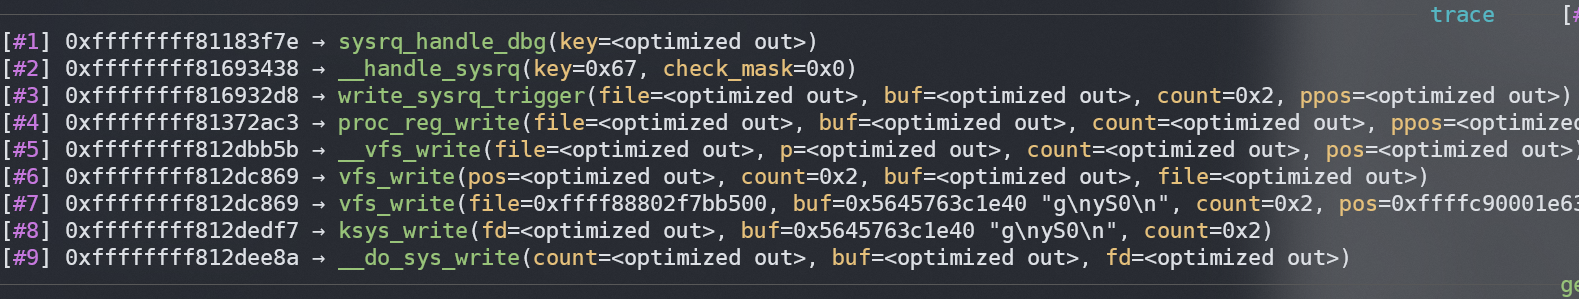 trace [#
[#1] 0xffffffff81183f7e → sysrq_handle_dbg(key=<optimized out>)
[#2] 0xffffffff81693438 → __handle_sysrq(key=0x67, check_mask=0x0)
[#3] 0xffffffff816932d8 → write_sysrq_trigger(file=<optimized out>, buf=<optimized out>, count=0x2, ppos=<optimized out>)
[#4] 0xffffffff81372ac3 → proc_reg_write(file=<optimized out>, buf=<optimized out>, count=<optimized out>, ppos=<optimized
[#5] 0xffffffff812dbb5b → __vfs_write(file=<optimized out>, p=<optimized out>, count=<optimized out>, pos=<optimized out>)
[#6] 0xffffffff812dc869 → vfs_write(pos=<optimized out>, count=0x2, buf=<optimized out>, file=<optimized out>)
[#7] 0xffffffff812dc869 → vfs_write(file=0xffff88802f7bb500, buf=0x5645763c1e40 "g\nyS0\n", count=0x2, pos=0xffffc90001e63
[#8] 0xffffffff812dedf7 → ksys_write(fd=<optimized out>, buf=0x5645763c1e40 "g\nyS0\n", count=0x2)
[#9] 0xffffffff812dee8a → __do_sys_write(count=<optimized out>, buf=<optimized out>, fd=<optimized out>)
ge